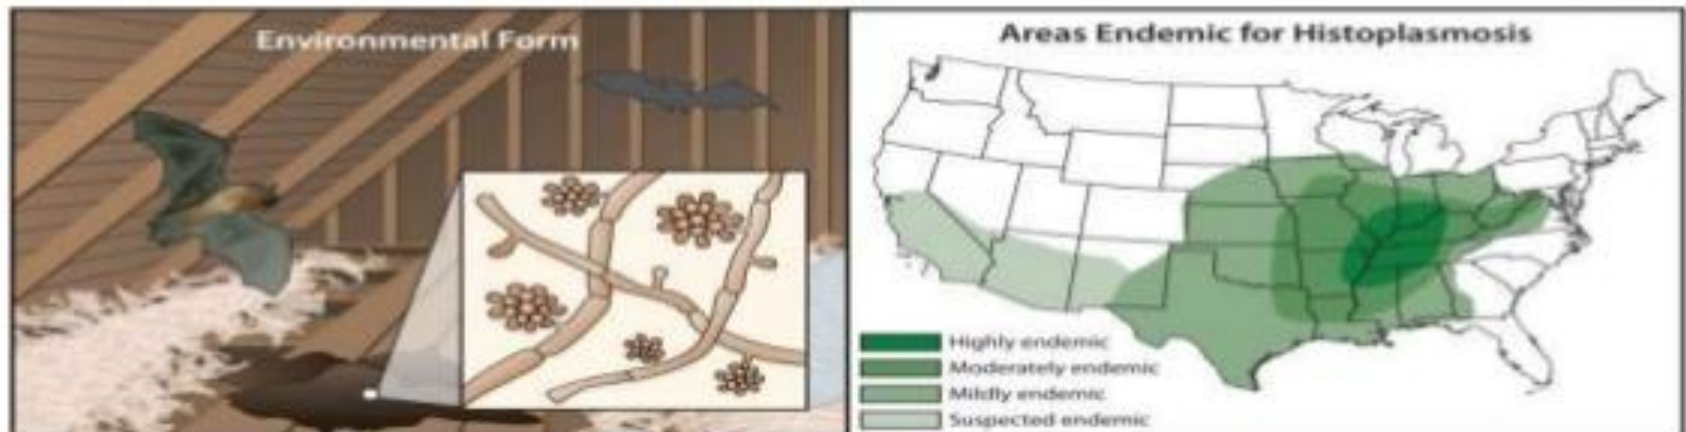 Environmental Form
Areas Endemic for Histoplasmosis
Highly endemic
Moderately endemic
Mildly endemic
Suspected endemic